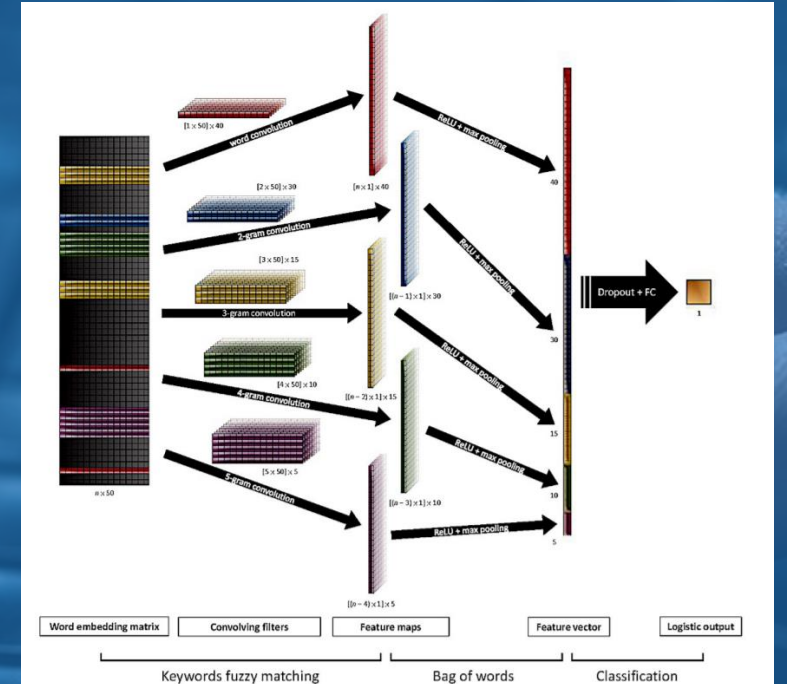 [1 × 50] × 40
word convolution
ReLU + max pooling
[n × 1] × 40
40
[2 × 50] × 30
2-gram convolution
ReLU + max pooling
[3 × 50] × 15
[(n − 1) × 1] × 30
Dropout + FC
1
3-gram convolution
30
ReLU + max pooling
[4 × 50] × 10
4-gram convolution
[(n − 2) × 1] × 15
15
ReLU + max pooling
[5 × 50] × 5
5-gram convolution
n × 50
[(n − 3) × 1] × 10
10
ReLU + max pooling
5
[(n − 4) × 1] × 5
Word embedding matrix
Convolving filters
Feature maps
Feature vector
Logistic output
Keywords fuzzy matching
Bag of words
Classification